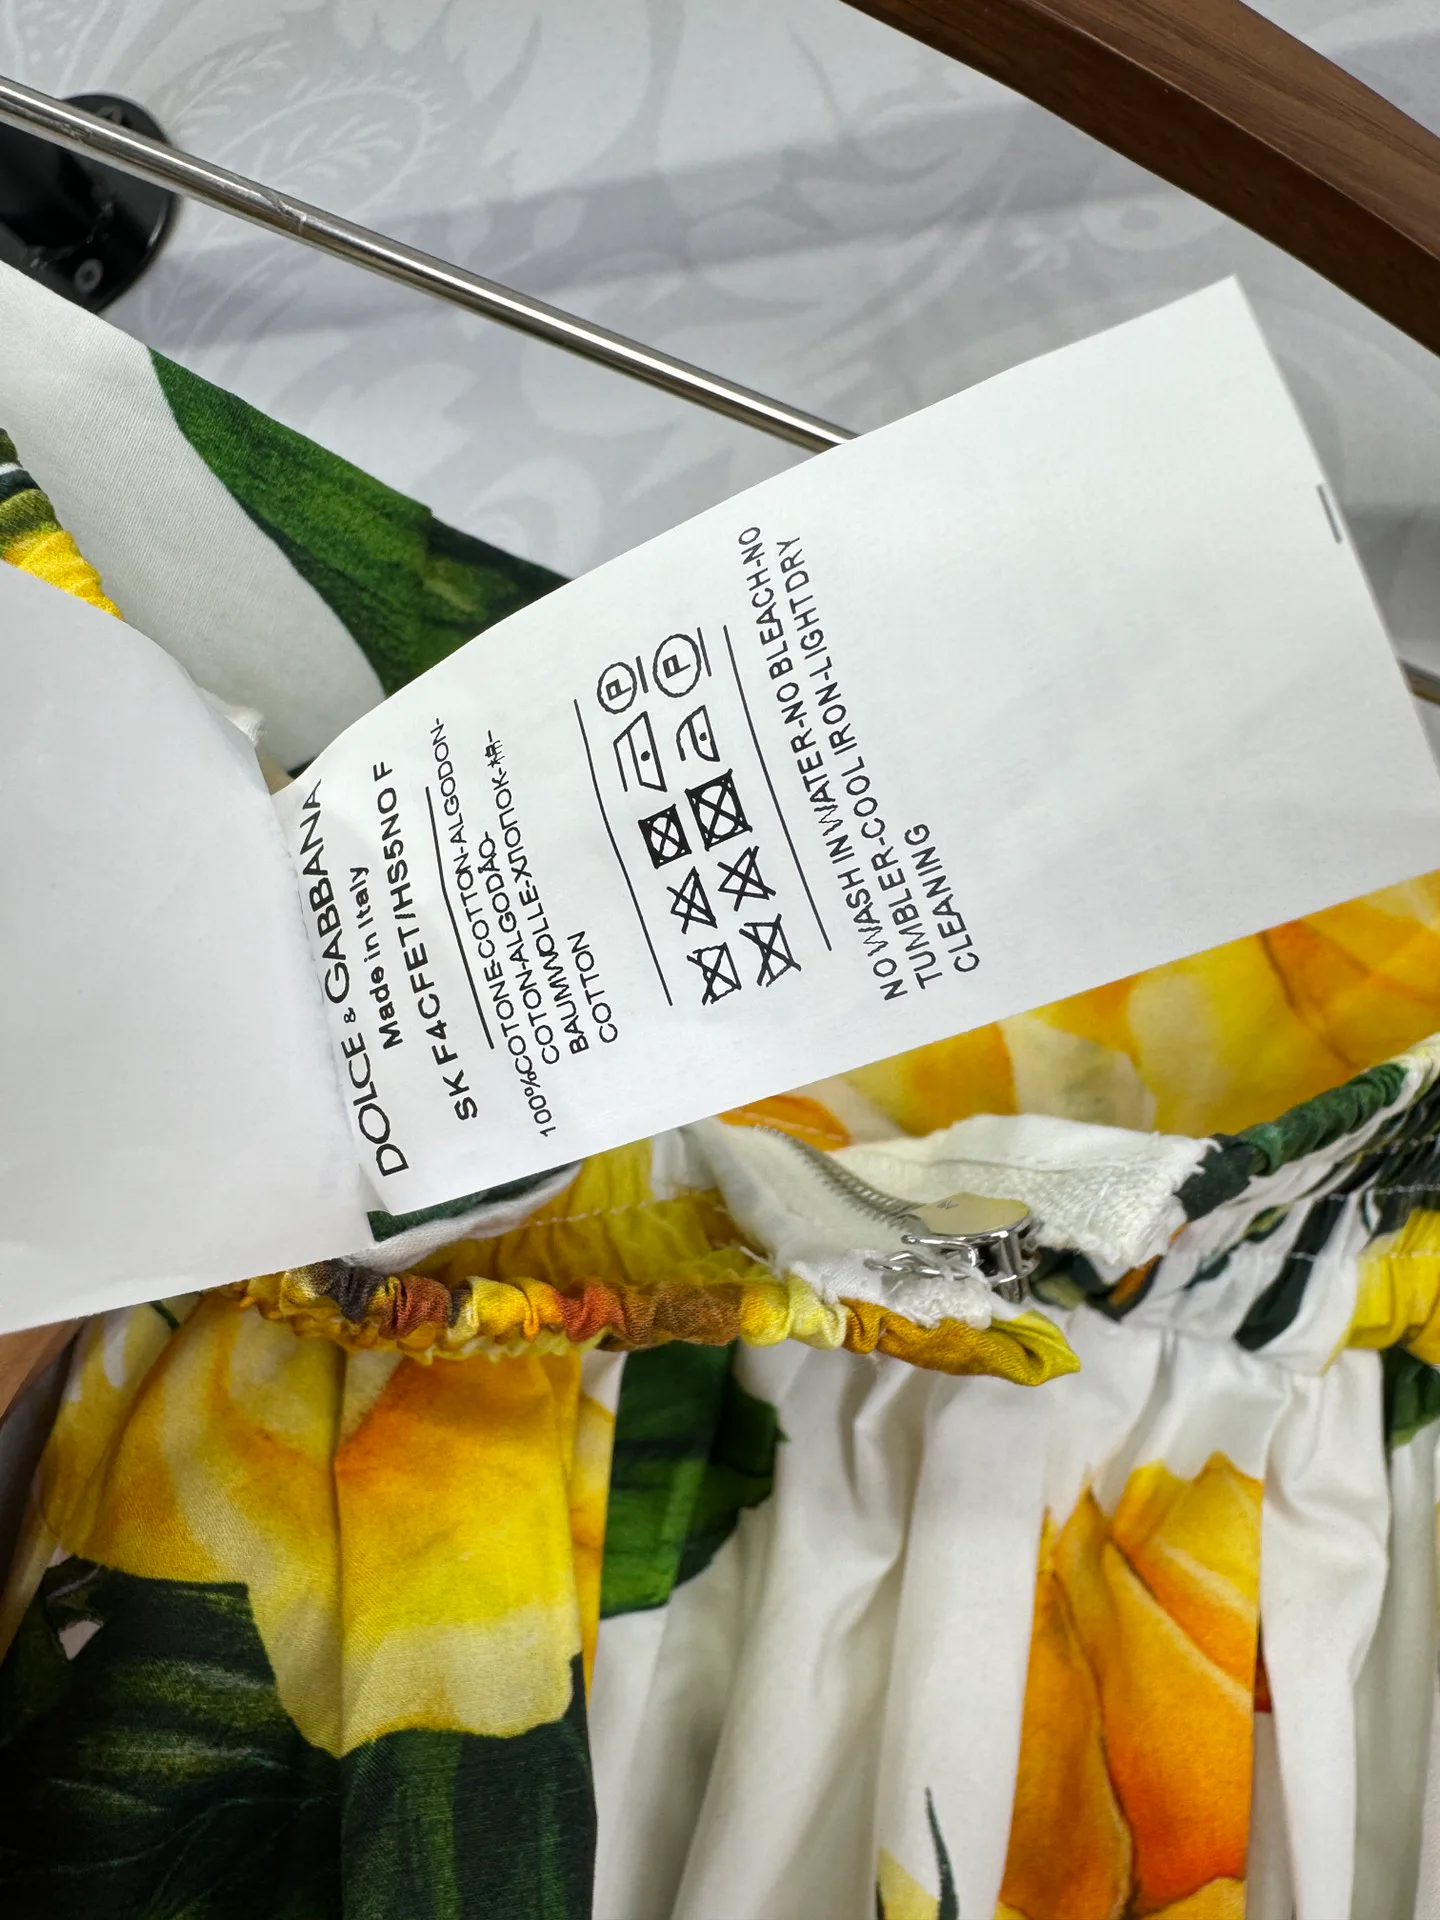 DOLCE & GABBANA
Made in Italy
SK F4CFET/HS5NO F
100%COTONE-COTTON-ALGODON-
COTTON-ALGODÃO-
BAUMWOLLE-ХЛОПОК-棉-
COTTON
P
P
NO WASH IN WATER-NO BLEACH-NO
TUMBLER-COOL IRON-LIGHT DRY
CLEANING